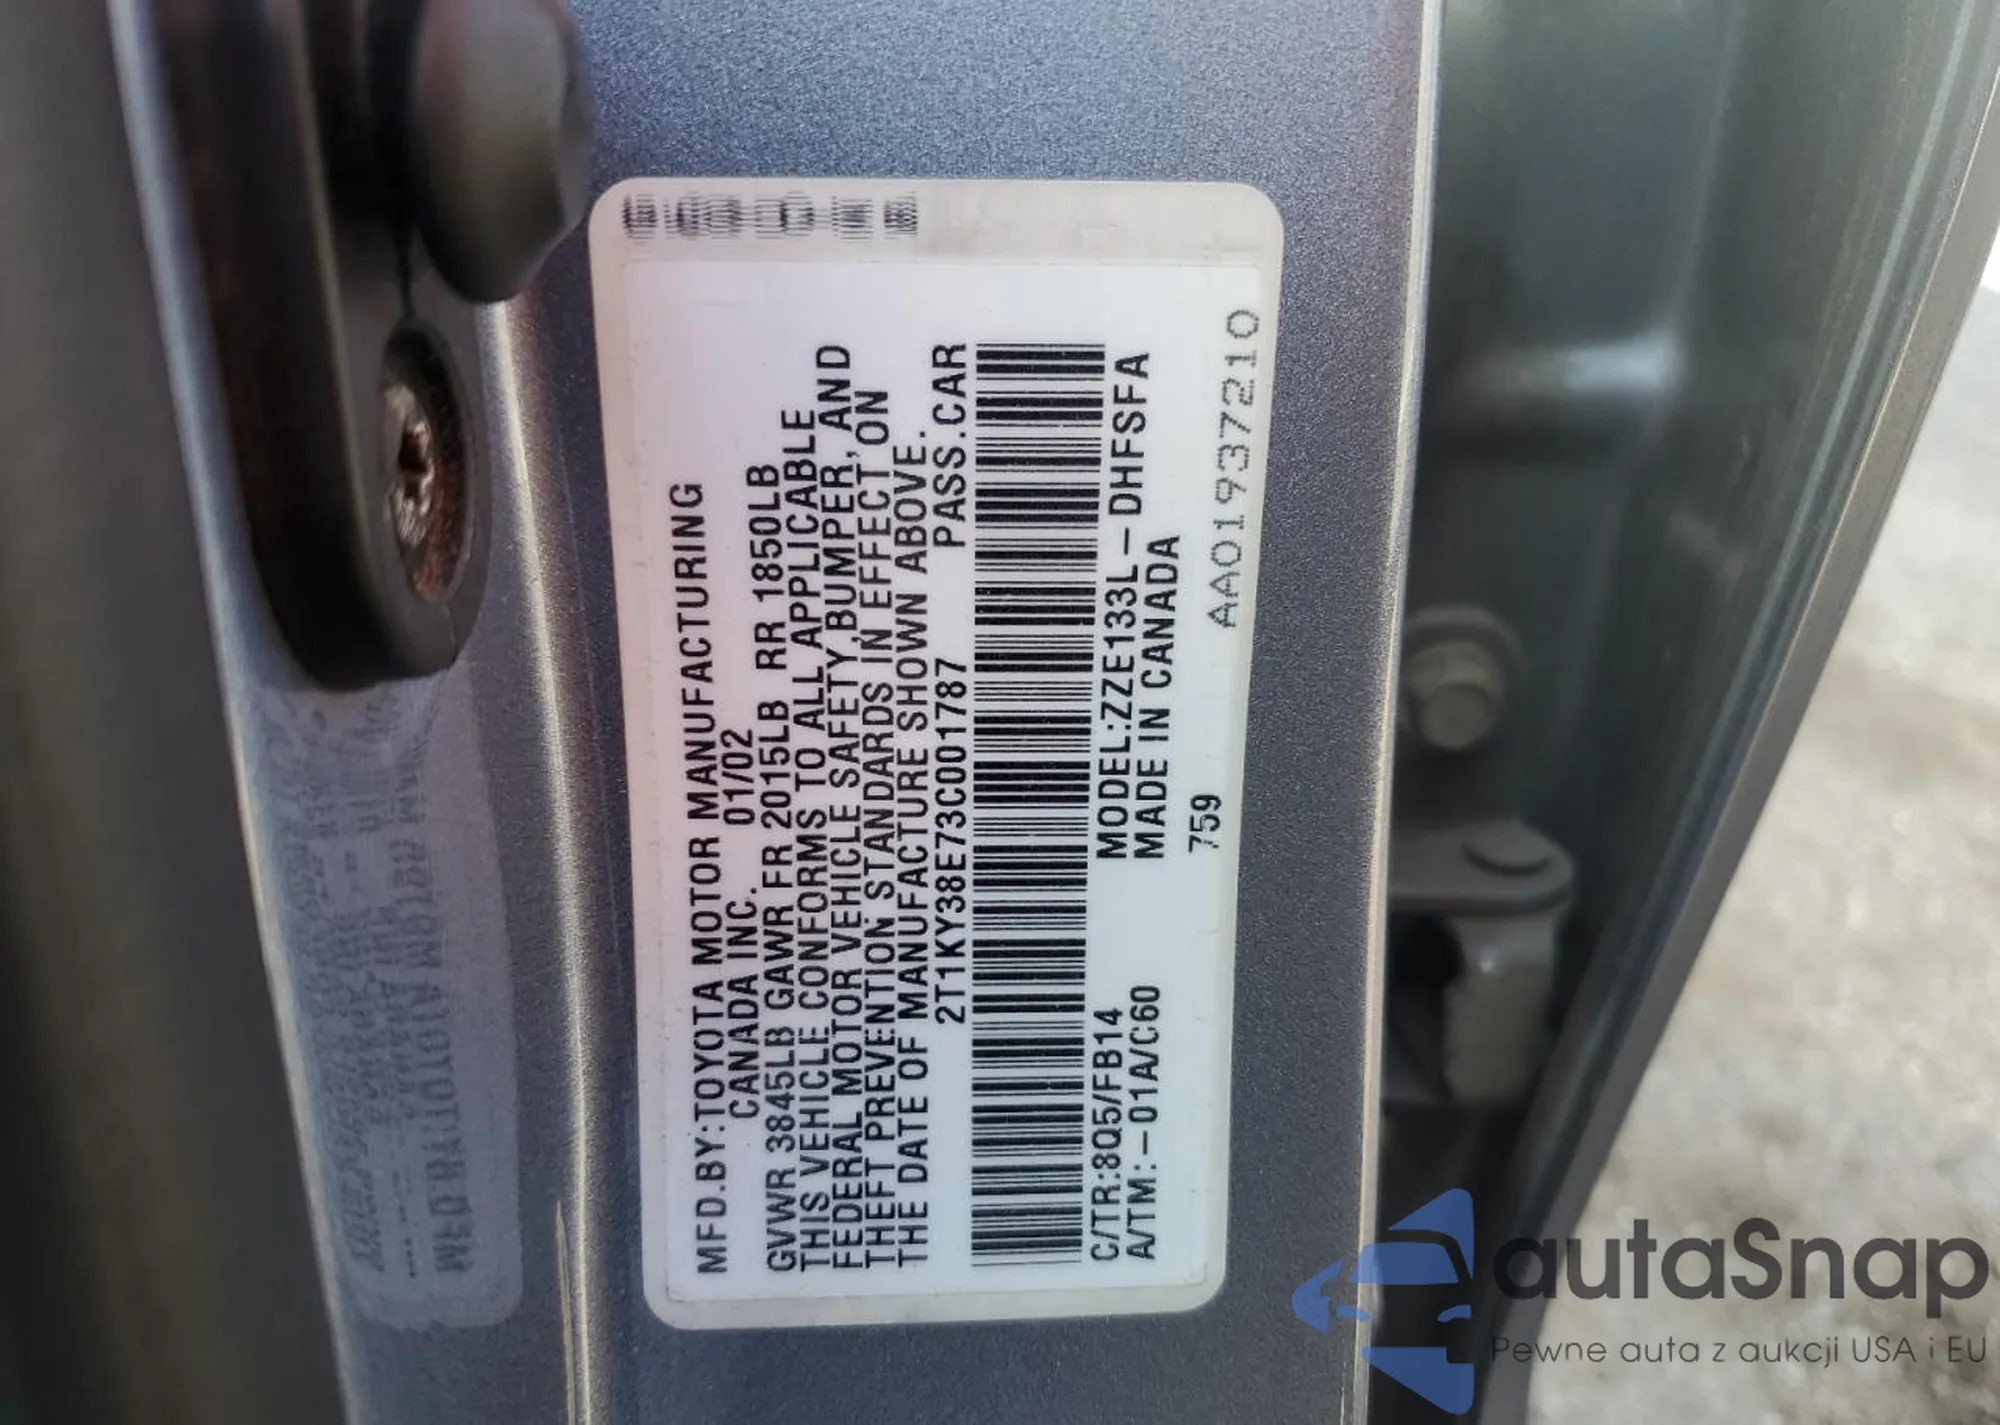 MFD.BY:TOYOTA MOTOR MANUFACTURING
CANADA INC. 01/02
GVWR 3845LB GAWR FR 2015LB RR 1850LB
THIS VEHICLE CONFORMS TO ALL APPLICABLE
FEDERAL MOTOR VEHICLE SAFETY,BUMPER, AND
THEFT PREVENTION STANDARDS IN EFFECT ON
THE DATE OF MANUFACTURE SHOWN ABOVE.
2T1KY38E73C001787 PASS.CAR
C/TR:8Q5/FB14 MODEL:ZZE133L-DHFSFA
A/TM:-01A/C60 MADE IN CANADA
759
AA01937210
autaSnap
Pewne auta z aukcji USA i EU